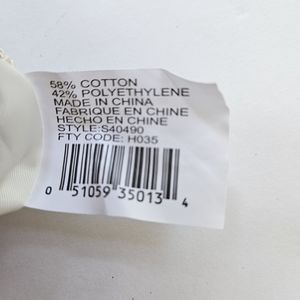 58% COTTON
42% POLYETHYLENE
MADE IN CHINA
FABRIQUE EN CHINE
HECHO EN CHINE
STYLE:S40490
FTY CODE: H035
0 51059 35013 4